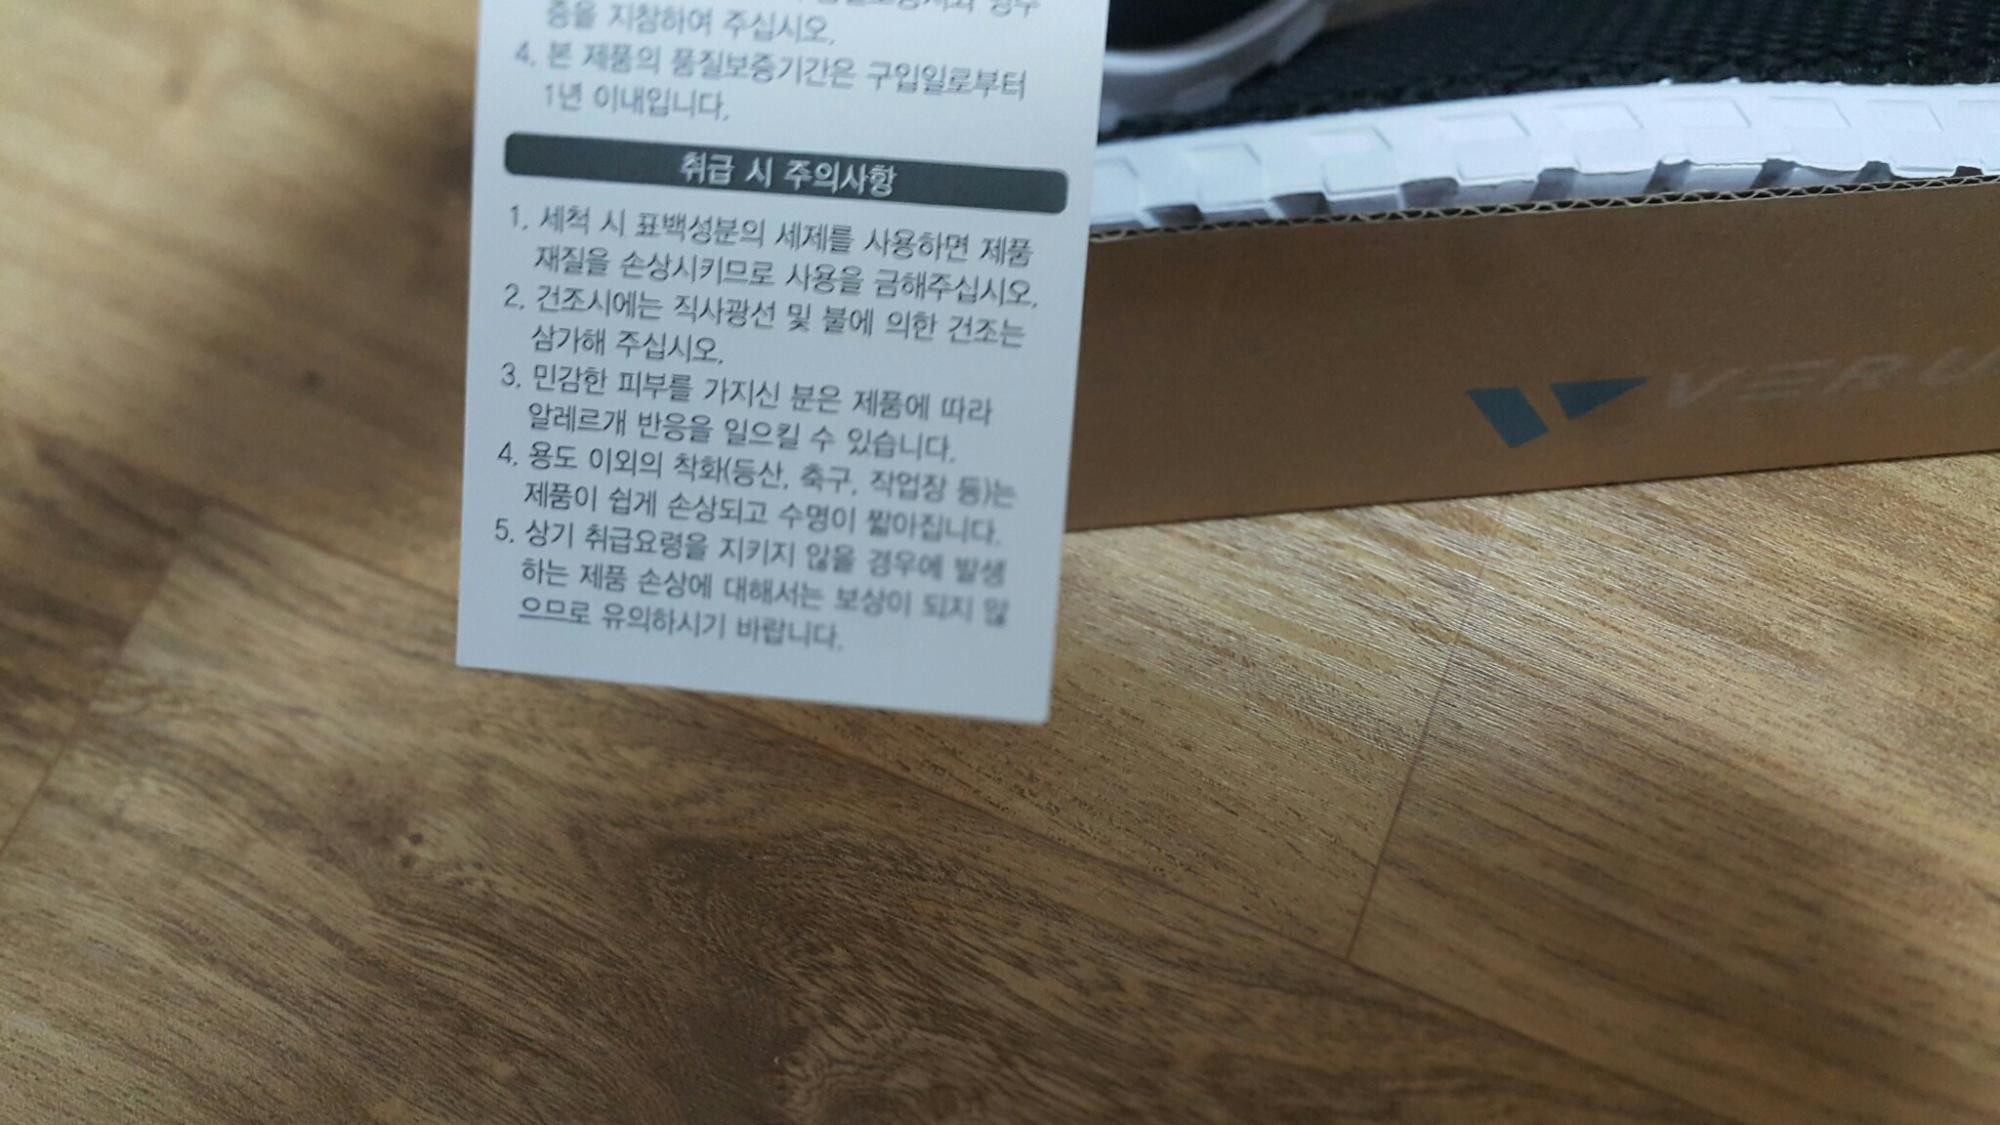 증을 지참하여 주십시오.
4. 본 제품의 품질보증기간은 구입일로부터
1년 이내입니다.
취급 시 주의사항
1. 세척 시 표백성분의 세제를 사용하면 제품
재질을 손상시키므로 사용을 금해주십시오.
2. 건조시에는 직사광선 및 불에 의한 건조는
삼가해 주십시오.
3. 민감한 피부를 가지신 분은 제품에 따라
알레르개 반응을 일으킬 수 있습니다.
4. 용도 이외의 착화(등산, 축구, 작업장 등)는
제품이 쉽게 손상되고 수명이 짧아집니다.
5. 상기 취급요령을 지키지 않을 경우에 발생
하는 제품 손상에 대해서는 보상이 되지 않
으므로 유의하시기 바랍니다.
VERU